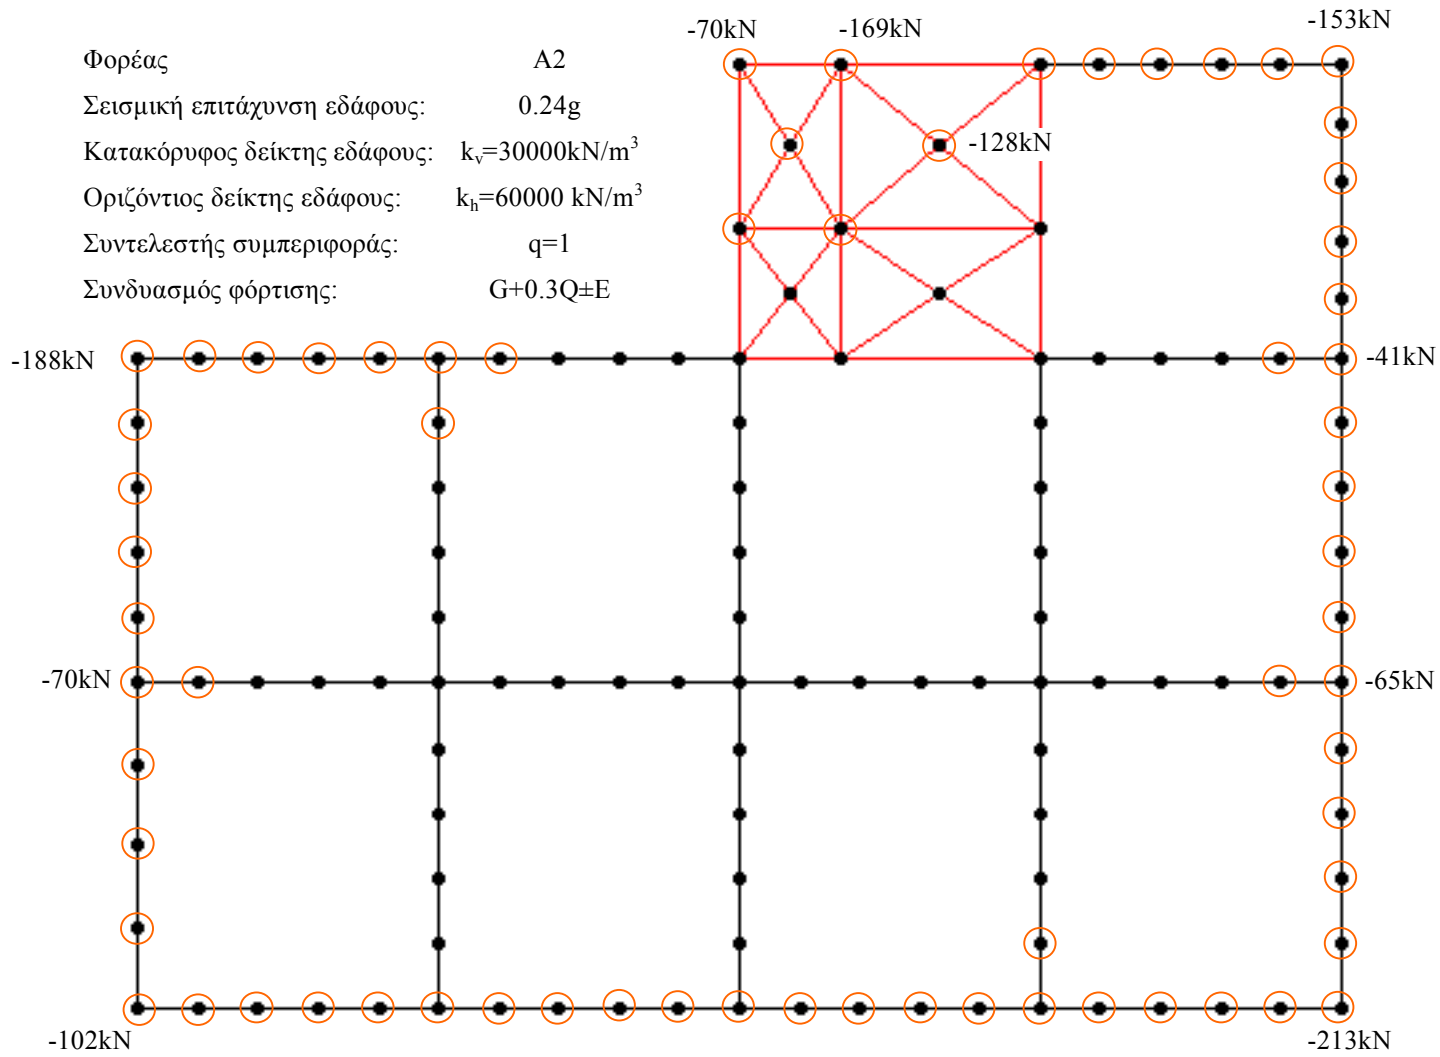 -153kN
-70kN
-169kN
Φορέας A2
Σεισμική επιτάχυνση εδάφους: 0.24g
Κατακόρυφος δείκτης εδάφους: kv=30000kN/m³
-128kN
Οριζόντιος δείκτης εδάφους: kh=60000 kN/m³
Συντελεστής συμπεριφοράς: q=1
Συνδυασμός φόρτισης: G+0.3Q±E
-188kN
-41kN
-70kN
-65kN
-102kN
-213kN